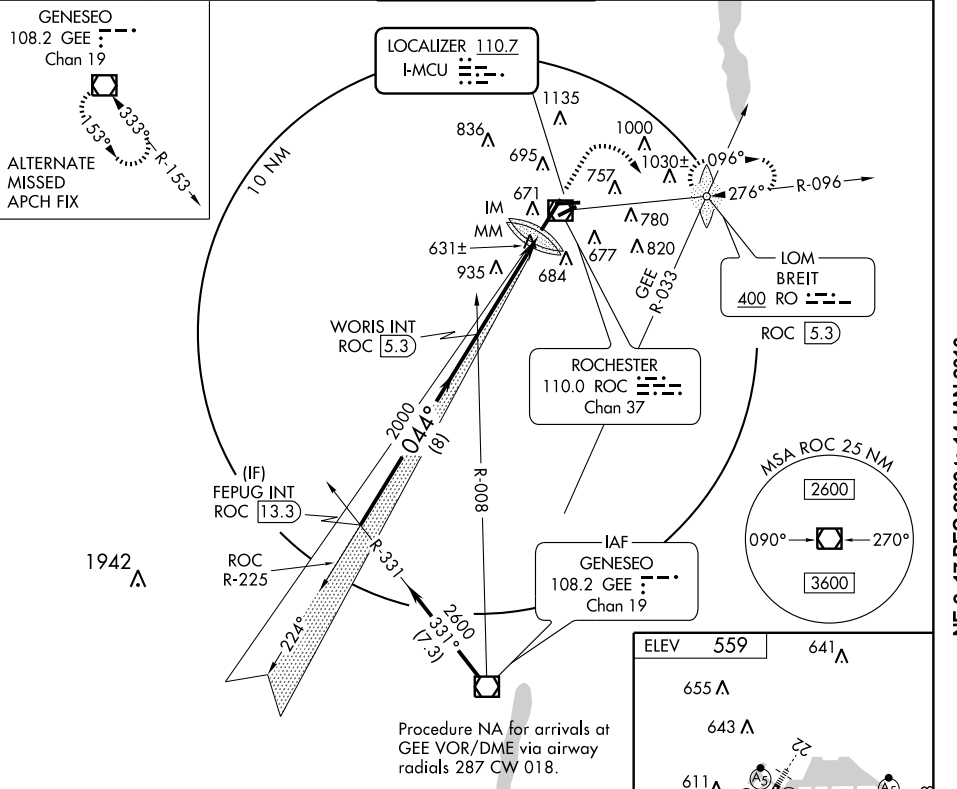 GENESEO
108.2 GEE
Chan 19
153°
333°
R-153
ALTERNATE
MISSED
APCH FIX
LOCALIZER 110.7
I-MCU
10 NM
1135
836
1000
695
1030±
096°
757
276°
R-096
671
IM
MM
780
631±
677
820
935
684
GEE
R-033
LOM
BREIT
400 RO
ROC 5.3
WORIS INT
ROC 5.3
ROCHESTER
110.0 ROC
Chan 37
2000
044°
(8)
(IF)
FEPUG INT
ROC 13.3
R-008
MSA ROC 25 NM
2600
090°
270°
3600
1942
ROC
R-225
R-331
IAF
GENESEO
108.2 GEE
Chan 19
2600
331°
(7.3)
224°
ELEV 559
641
655
643
Procedure NA for arrivals at
GEE VOR/DME via airway
radials 287 CW 018.
22
611
A5